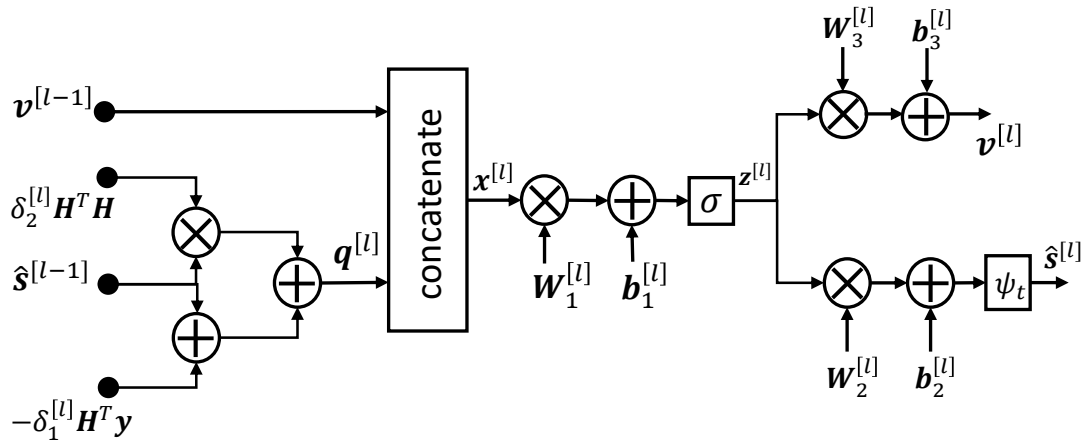 𝒗^{[l−1]}
δ_2^{[l]} 𝑯^T 𝑯
𝒔̂^{[l−1]}
−δ_1^{[l]} 𝑯^T 𝒚
𝒒^{[l]}
concatenate
𝒙^{[l]}
𝑾_1^{[l]}
𝒃_1^{[l]}
σ
𝒛^{[l]}
𝑾_3^{[l]}
𝒃_3^{[l]}
𝒗^{[l]}
𝑾_2^{[l]}
𝒃_2^{[l]}
ψ_t
𝒔̂^{[l]}